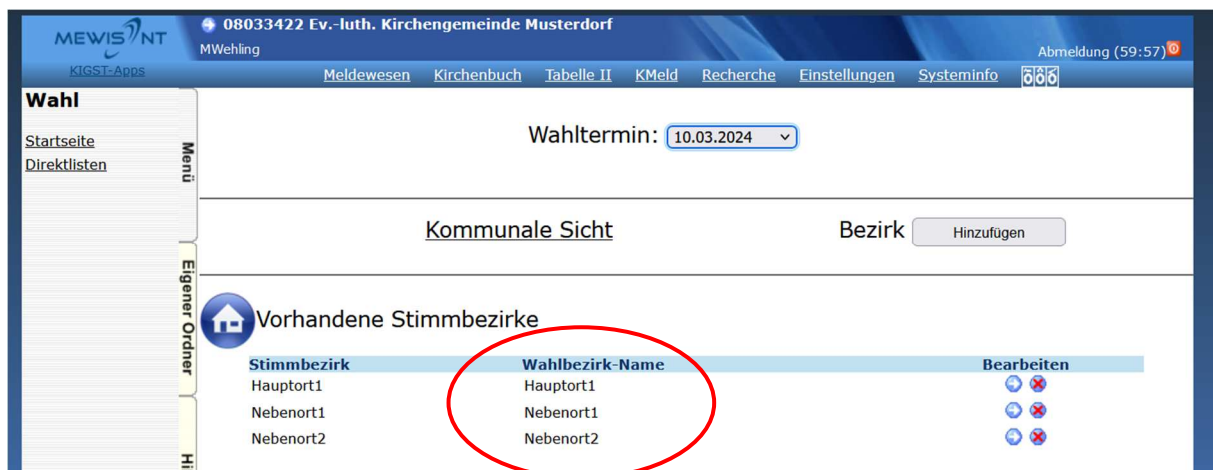 MEWIS NT
KIGST-Apps
08033422 Ev.-luth. Kirchengemeinde Musterdorf
MWehling
Abmeldung (59:57)
Meldewesen Kirchenbuch Tabelle II KMeld Recherche Einstellungen Systeminfo õôó
Wahl
Startseite
Direktlisten
Menü
Eigener Ordner
Wahltermin: 10.03.2024
Kommunale Sicht Bezirk Hinzufügen
Vorhandene Stimmbezirke
Stimmbezirk Wahlbezirk-Name Bearbeiten
Hauptort1 Hauptort1
Nebenort1 Nebenort1
Nebenort2 Nebenort2